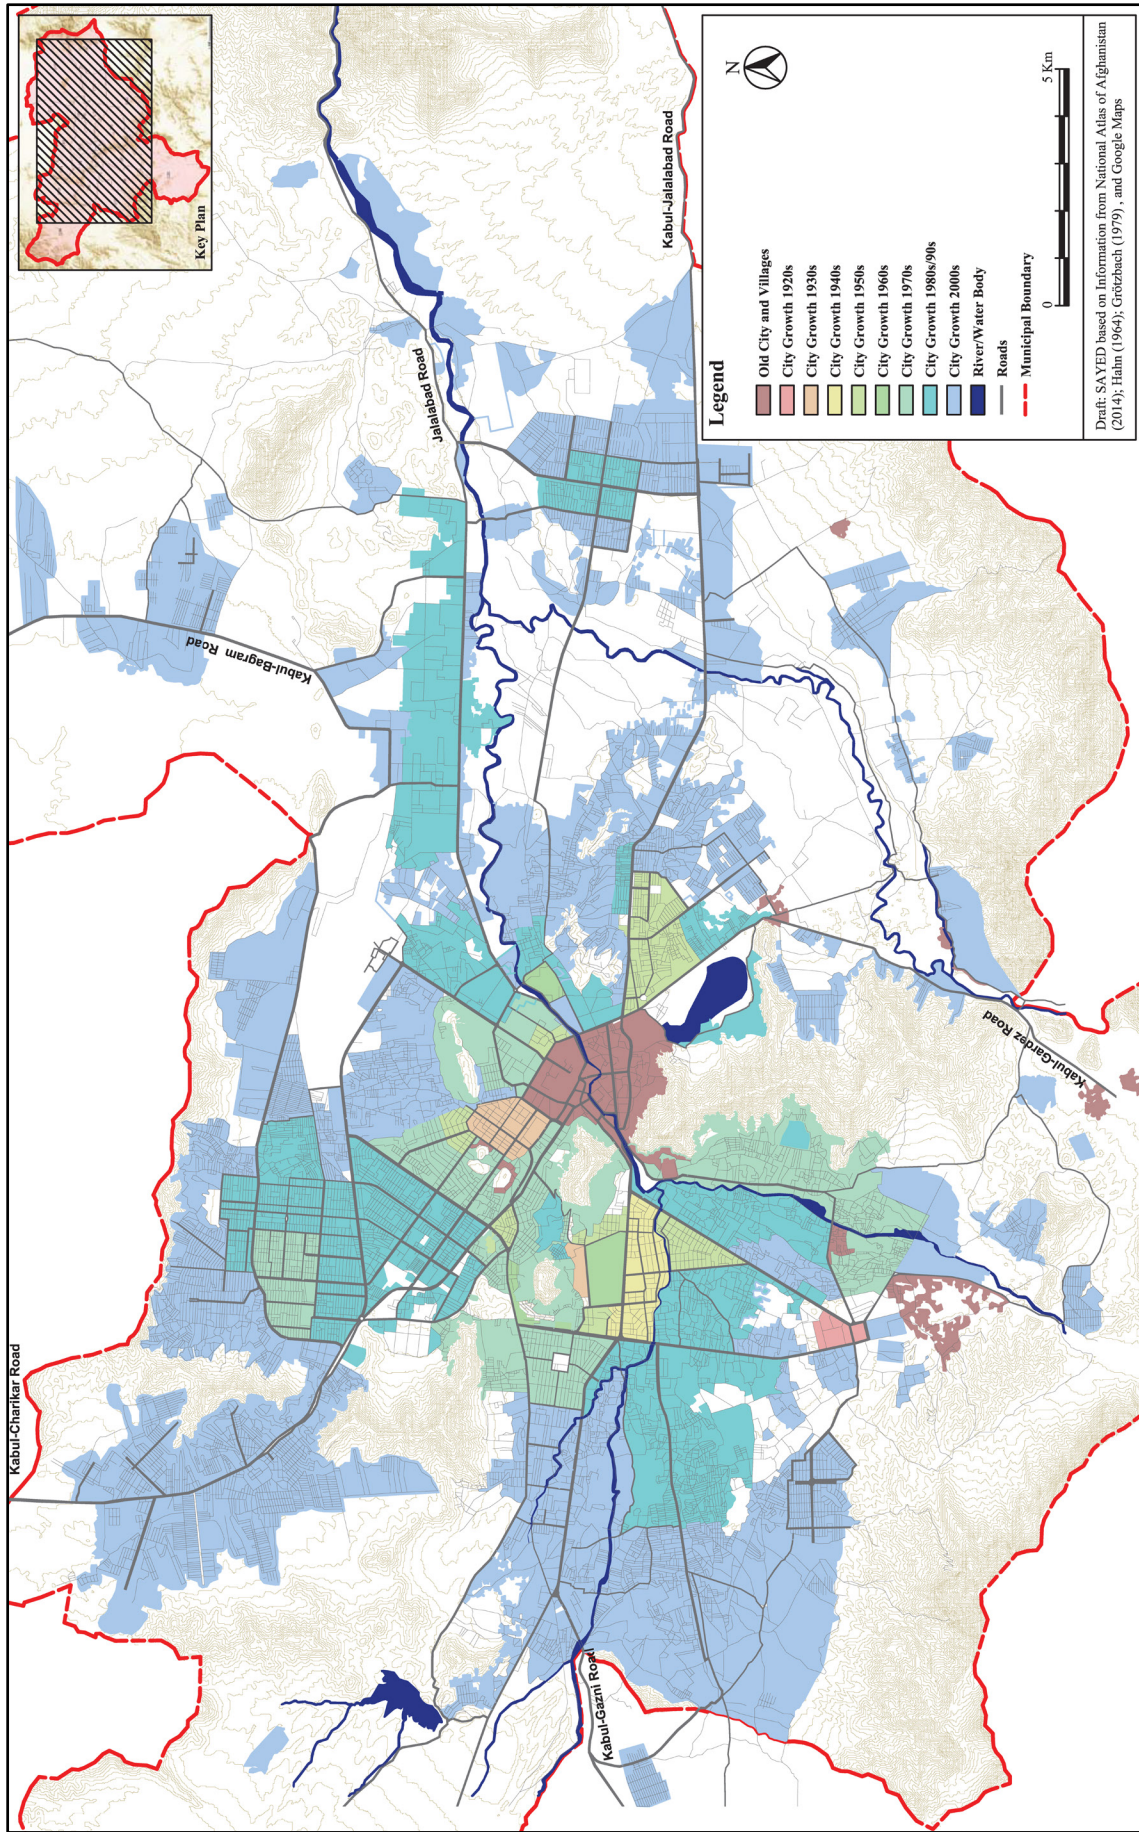 Kabul-Charikar Road
Key Plan
Kabul-Bagram Road
Jalalabad Road
Kabul-Jalalabad Road
Kabul-Gazni Road
Kabul-Gardez Road
N
Legend
Old City and Villages
City Growth 1920s
City Growth 1930s
City Growth 1940s
City Growth 1950s
City Growth 1960s
City Growth 1970s
City Growth 1980s/90s
City Growth 2000s
River/Water Body
Roads
Municipal Boundary
0
5 Km
Draft: SAYED based on Information from National Atlas of Afghanistan
(2014); Hahn (1964); Grötzbach (1979) , and Google Maps